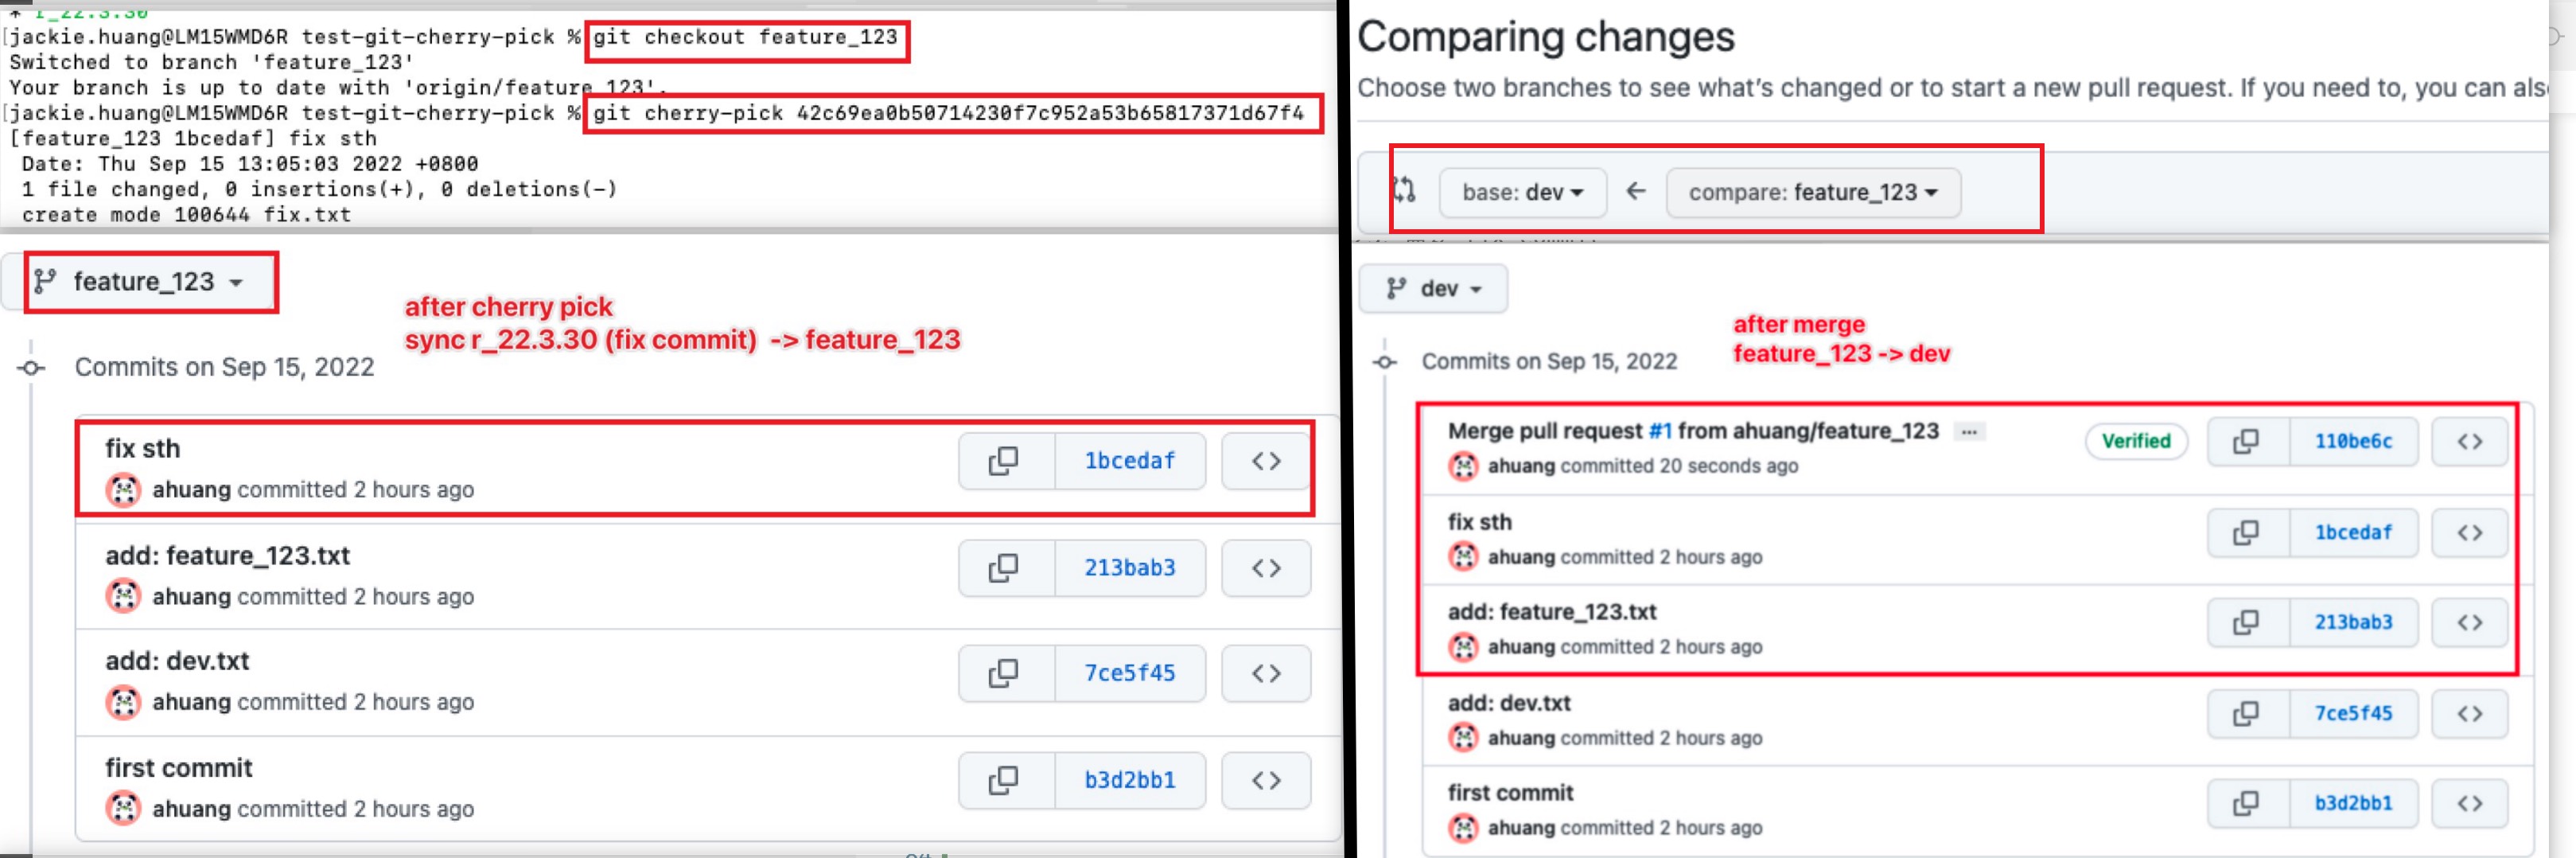 * r_22.3.30
[jackie.huang@LM15WMD6R test-git-cherry-pick % git checkout feature_123
Switched to branch 'feature_123'
Your branch is up to date with 'origin/feature_123'.
[jackie.huang@LM15WMD6R test-git-cherry-pick % git cherry-pick 42c69ea0b50714230f7c952a53b65817371d67f4
[feature_123 1bcedaf] fix sth
Date: Thu Sep 15 13:05:03 2022 +0800
1 file changed, 0 insertions(+), 0 deletions(-)
create mode 100644 fix.txt
feature_123
after cherry pick
sync r_22.3.30 (fix commit) -> feature_123
Commits on Sep 15, 2022
fix sth
ahuang committed 2 hours ago
1bcedaf
add: feature_123.txt
ahuang committed 2 hours ago
213bab3
add: dev.txt
ahuang committed 2 hours ago
7ce5f45
first commit
ahuang committed 2 hours ago
b3d2bb1
Comparing changes
Choose two branches to see what’s changed or to start a new pull request. If you need to, you can als
base: dev ← compare: feature_123
dev
after merge
feature_123 -> dev
Commits on Sep 15, 2022
Merge pull request #1 from ahuang/feature_123 ...
ahuang committed 20 seconds ago
Verified
110be6c
fix sth
ahuang committed 2 hours ago
1bcedaf
add: feature_123.txt
ahuang committed 2 hours ago
213bab3
add: dev.txt
ahuang committed 2 hours ago
7ce5f45
first commit
ahuang committed 2 hours ago
b3d2bb1